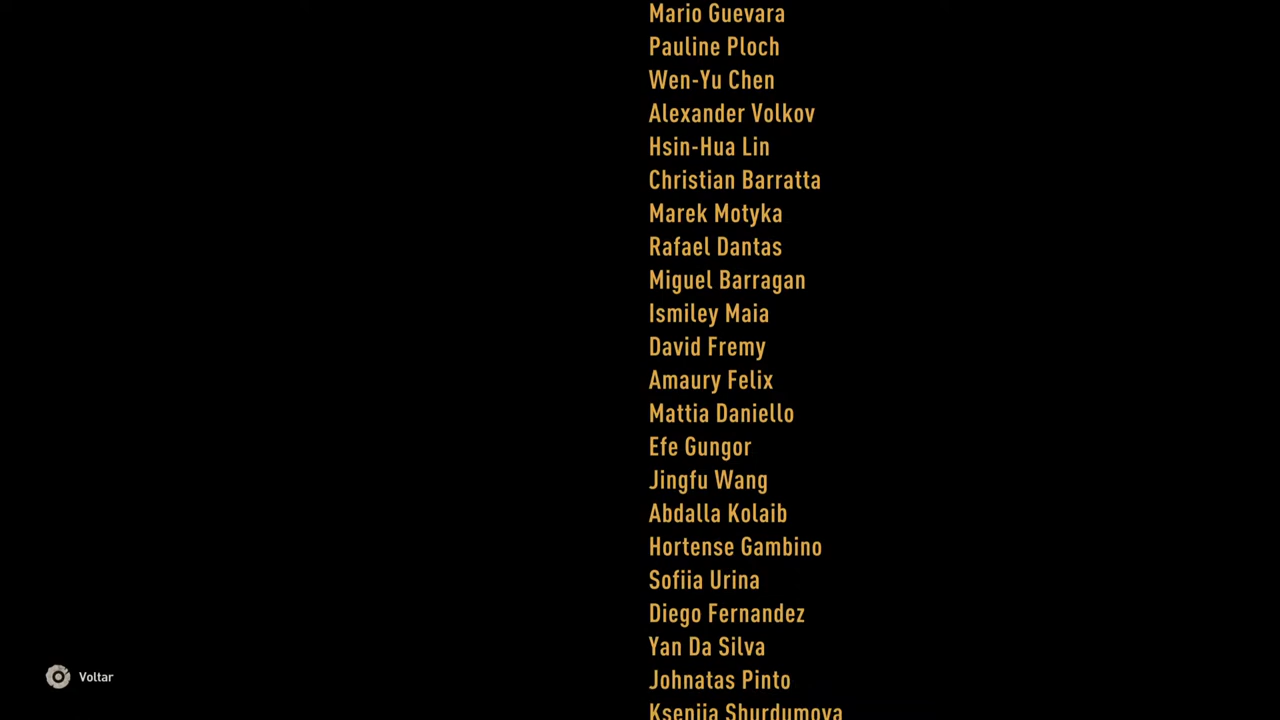 Mario Guevara
Pauline Ploch
Wen-Yu Chen
Alexander Volkov
Hsin-Hua Lin
Christian Barratta
Marek Motyka
Rafael Dantas
Miguel Barragan
Ismiley Maia
David Fremy
Amaury Felix
Mattia Daniello
Efe Gungor
Jingfu Wang
Abdalla Kolaib
Hortense Gambino
Sofiia Urina
Diego Fernandez
Yan Da Silva
Voltar
Johnatas Pinto
Kseniia Shurdumova